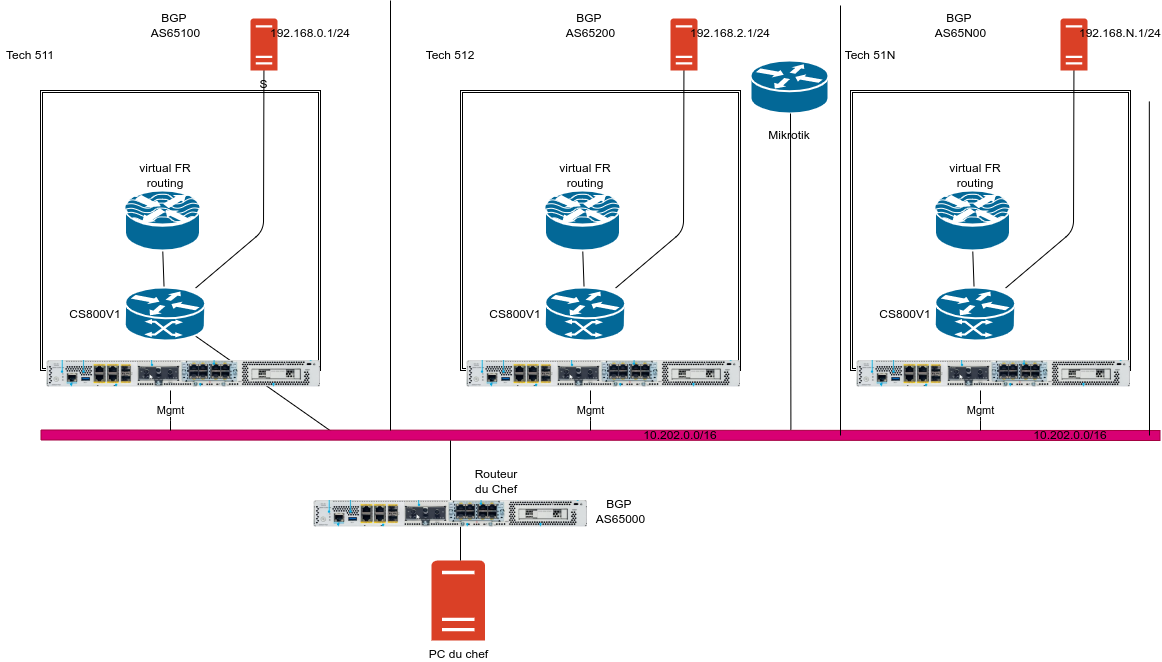 BGP
AS65100
192.168.0.1/24
Tech 511
S
virtual FR
routing
CS800V1
Mgmt
BGP
AS65200
192.168.2.1/24
Tech 512
Mikrotik
virtual FR
routing
CS800V1
Mgmt
10.202.0.0/16
BGP
AS65N00
192.168.N.1/24
Tech 51N
virtual FR
routing
CS800V1
Mgmt
10.202.0.0/16
Routeur
du Chef
BGP
AS65000
PC du chef